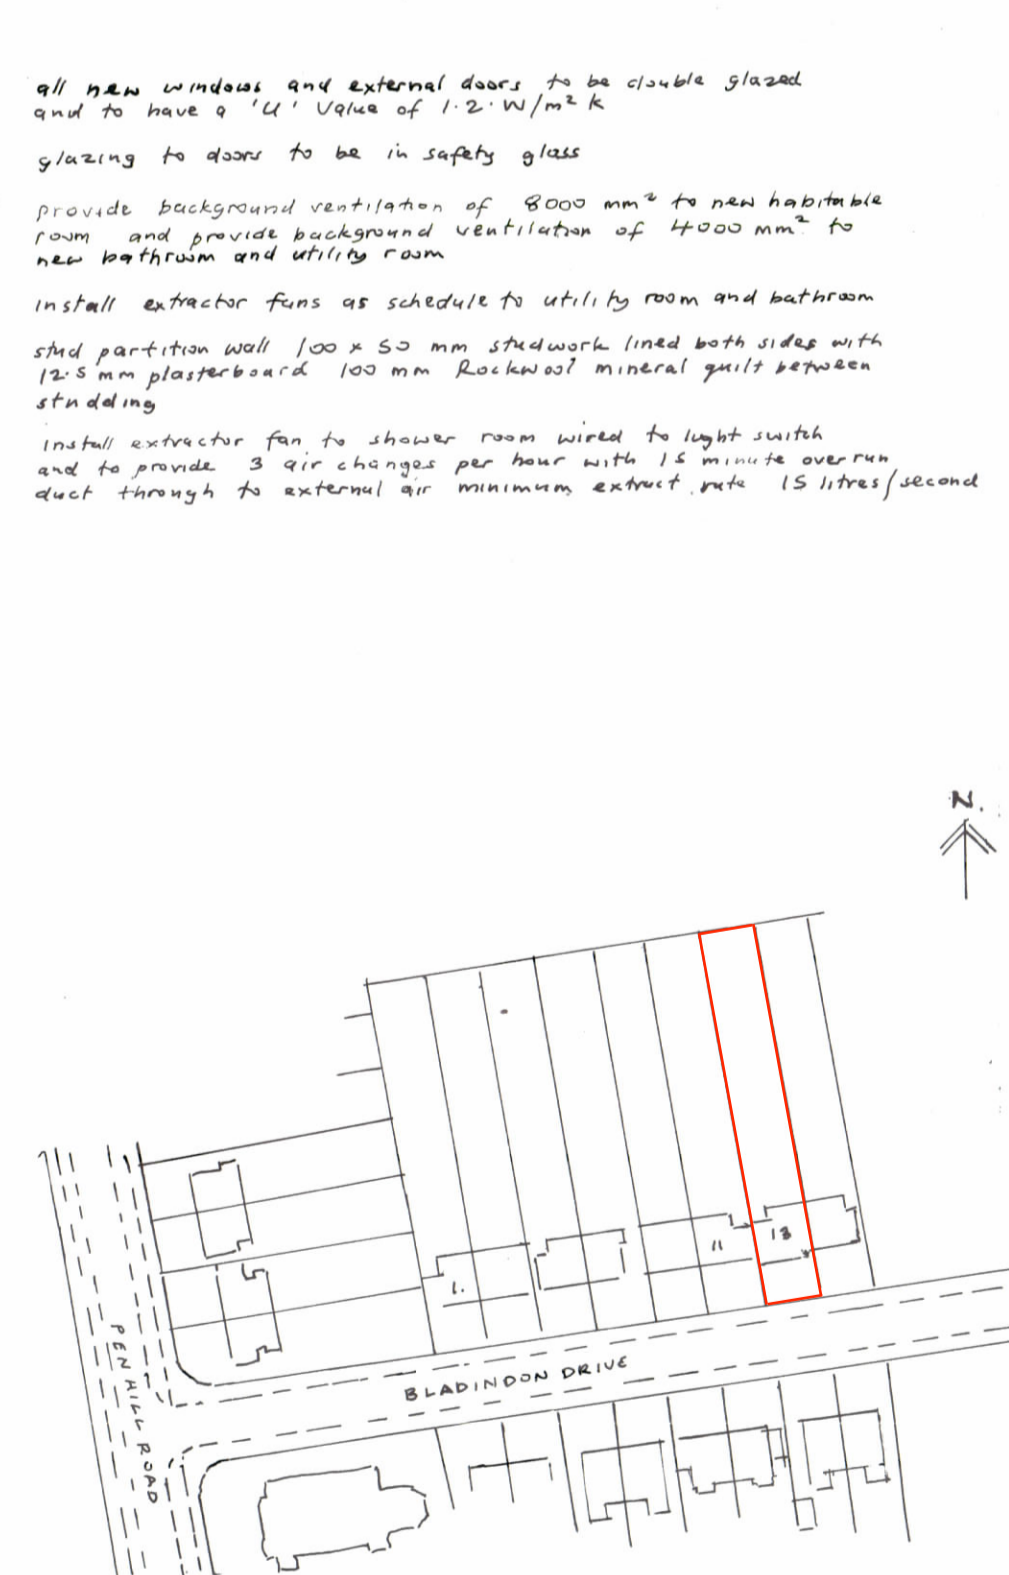 all new windows and external doors to be double glazed
and to have a 'U' value of 1.2. W/m² k
glazing to doors to be in safety glass
provide background ventilation of 8000 mm² to new habitable
room and provide background ventilation of 4000 mm² to
new bathroom and utility room
install extractor fans as schedule to utility room and bathroom
stud partition wall 100 x 50 mm studwork lined both sides with
12.5 mm plasterboard 100 mm Rockwool mineral quilt between
studding
Install extractor fan to shower room wired to light switch
and to provide 3 air changes per hour with 15 minute over run
duct through to external air minimum extract rate 15 litres/second
N.
11
13
1.
BLADINDON DRIVE
PENHILL ROAD